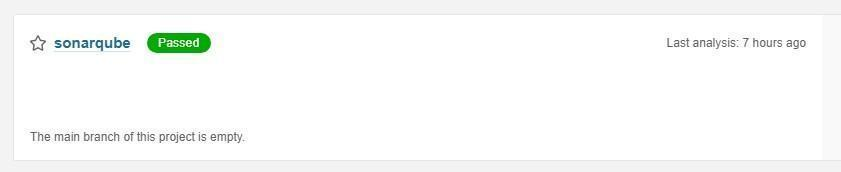 sonarqube Passed Last analysis: 7 hours ago
The main branch of this project is empty.